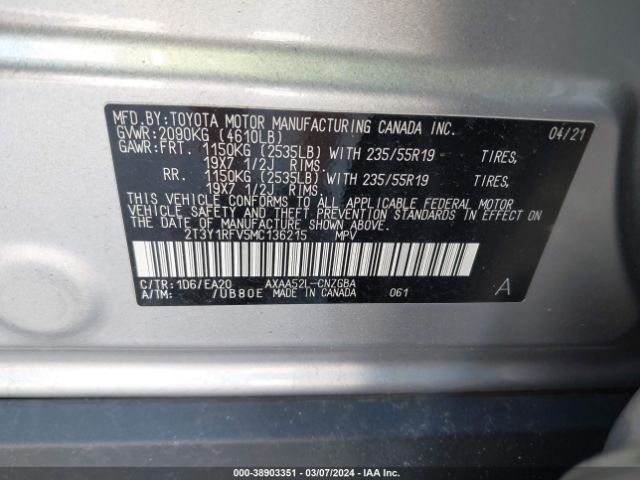 MFD.BY:TOYOTA MOTOR MANUFACTURING CANADA INC. 04/21
GVWR:2090KG (4610LB)
GAWR:FRT. 1150KG (2535LB) WITH 235/55R19 TIRES,
19X7 1/2J RIMS.
RR. 1150KG (2535LB) WITH 235/55R19 TIRES,
19X7 1/2J RIMS.
THIS VEHICLE CONFORMS TO ALL APPLICABLE FEDERAL MOTOR
VEHICLE SAFETY AND THEFT PREVENTION STANDARDS IN EFFECT ON
THE DATE OF MANUFACTURE SHOWN ABOVE.
2T3Y1RFV5MC136215 MPV
C/TR:1D6/EA20 AXAA52L-CNZGBA
A/TM: /UB80E MADE IN CANADA 061 A
000-38903351 | 03/07/2024 | IAAI.com